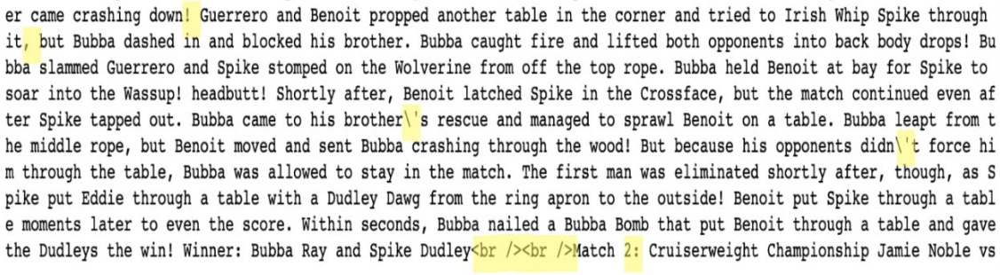 er came crashing down! Guerrero and Benoit propped another table in the corner and tried to Irish Whip Spike through
it, but Bubba dashed in and blocked his brother. Bubba caught fire and lifted both opponents into back body drops! Bu
bba slammed Guerrero and Spike stomped on the Wolverine from off the top rope. Bubba held Benoit at bay for Spike to
soar into the Wassup! headbutt! Shortly after, Benoit latched Spike in the Crossface, but the match continued even af
ter Spike tapped out. Bubba came to his brother\'s rescue and managed to sprawl Benoit on a table. Bubba leapt from t
he middle rope, but Benoit moved and sent Bubba crashing through the wood! But because his opponents didn\'t force hi
m through the table, Bubba was allowed to stay in the match. The first man was eliminated shortly after, though, as S
pike put Eddie through a table with a Dudley Dawg from the ring apron to the outside! Benoit put Spike through a tabl
e moments later to even the score. Within seconds, Bubba nailed a Bubba Bomb that put Benoit through a table and gave
the Dudleys the win! Winner: Bubba Ray and Spike Dudley<br /><br />Match 2: Cruiserweight Championship Jamie Noble vs